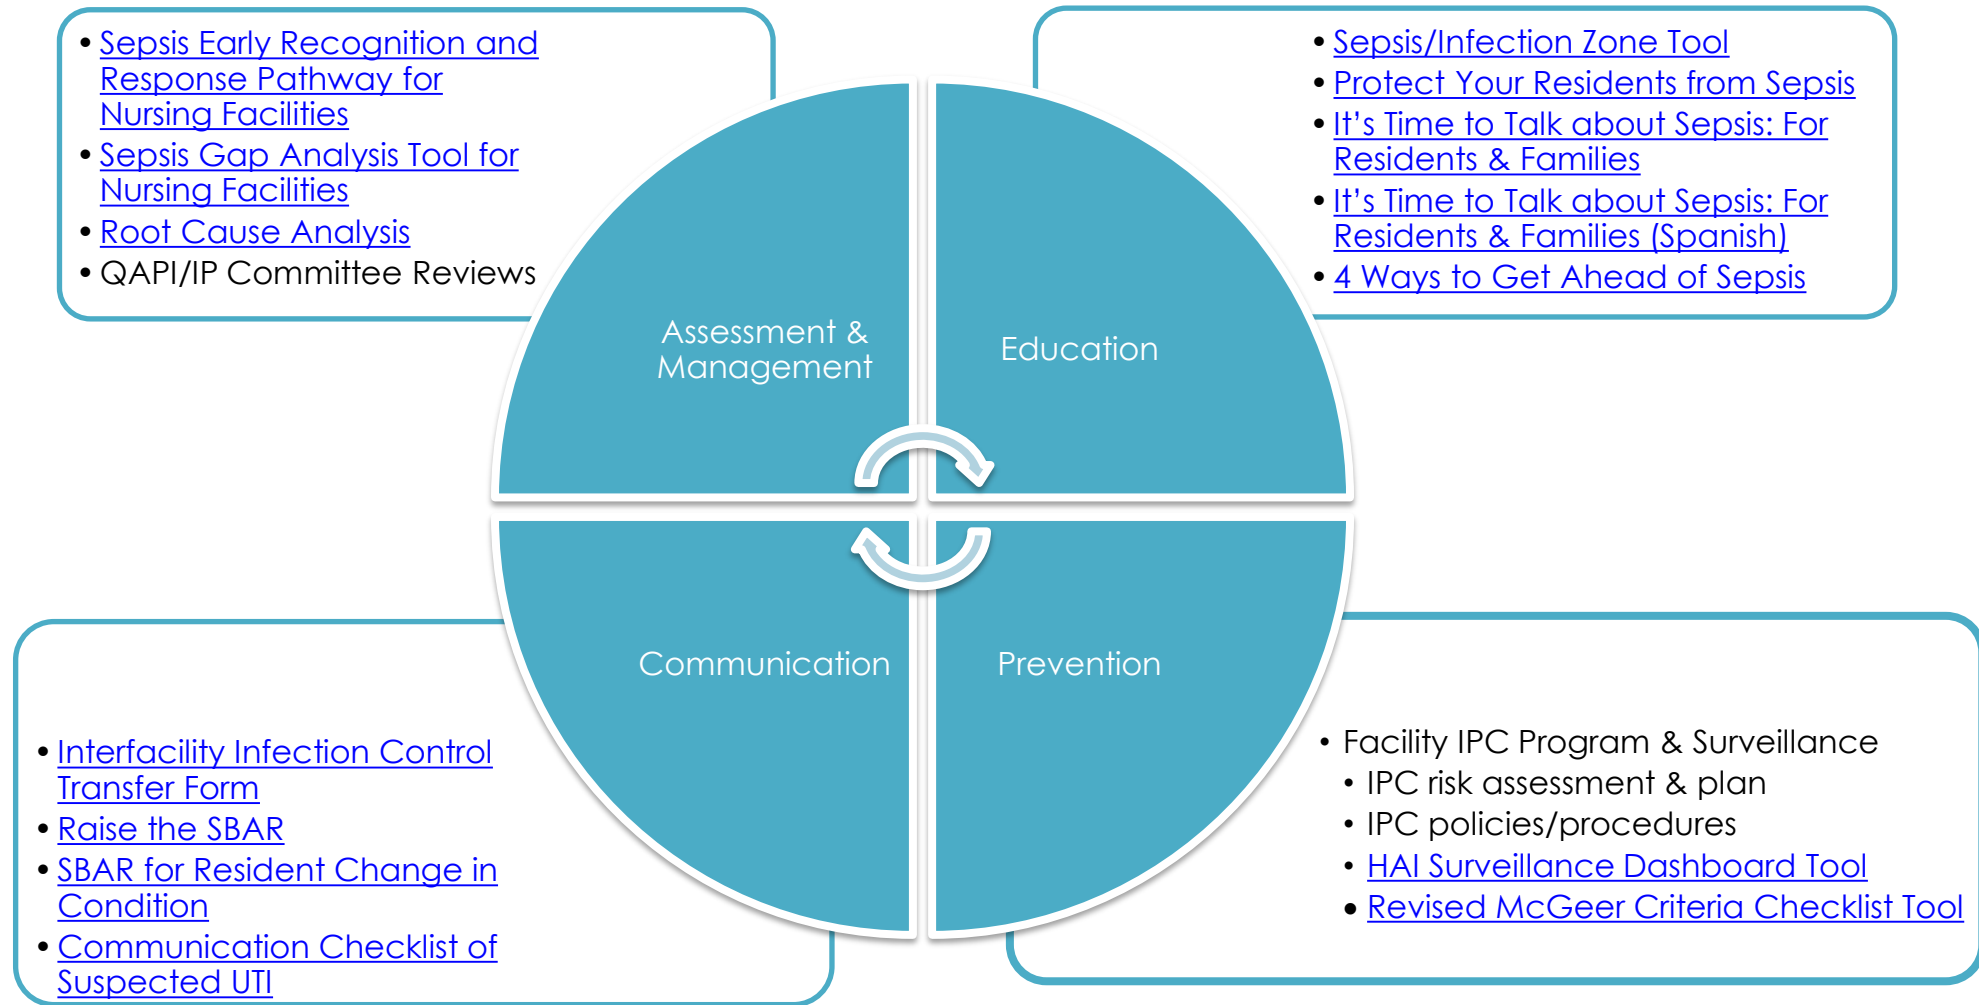 • Sepsis Early Recognition and
Response Pathway for
Nursing Facilities
• Sepsis Gap Analysis Tool for
Nursing Facilities
• Root Cause Analysis
• QAPI/IP Committee Reviews
• Sepsis/Infection Zone Tool
• Protect Your Residents from Sepsis
• It’s Time to Talk about Sepsis: For
Residents & Families
• It’s Time to Talk about Sepsis: For
Residents & Families (Spanish)
• 4 Ways to Get Ahead of Sepsis
Assessment &
Management
Education
Communication
Prevention
• Interfacility Infection Control
Transfer Form
• Raise the SBAR
• SBAR for Resident Change in
Condition
• Communication Checklist of
Suspected UTI
• Facility IPC Program & Surveillance
• IPC risk assessment & plan
• IPC policies/procedures
• HAI Surveillance Dashboard Tool
• Revised McGeer Criteria Checklist Tool